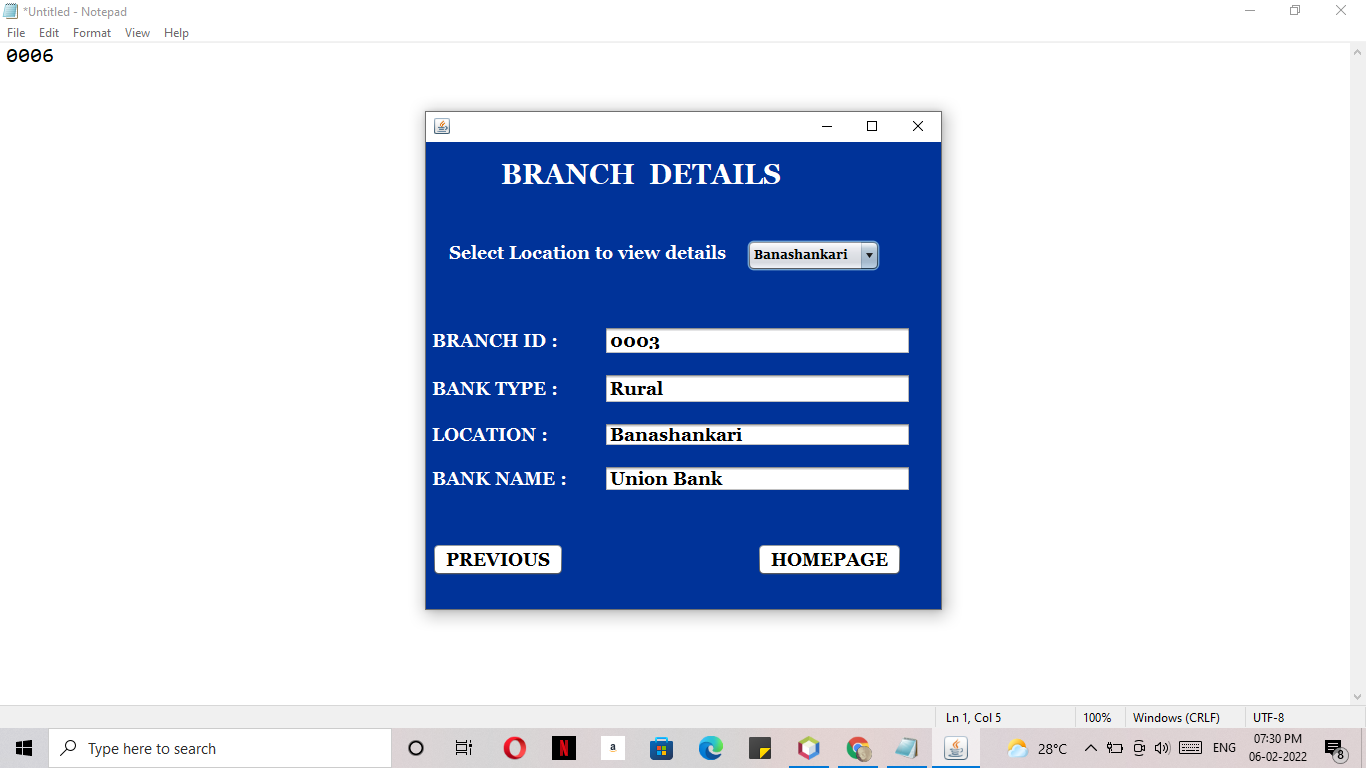 *Untitled - Notepad
File Edit Format View Help
0006
BRANCH DETAILS
Select Location to view details Banashankari
BRANCH ID : 0003
BANK TYPE : Rural
LOCATION : Banashankari
BANK NAME : Union Bank
PREVIOUS HOMEPAGE
Ln 1, Col 5 100% Windows (CRLF) UTF-8
Type here to search N a 28°C ENG 07:30 PM
06-02-2022 8